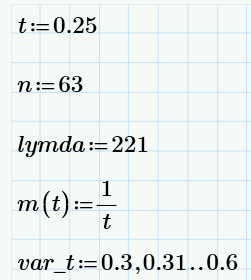 t:=0.25
n:=63
lymda:=221
m(t):=1/t
var_t:=0.3,0.31..0.6